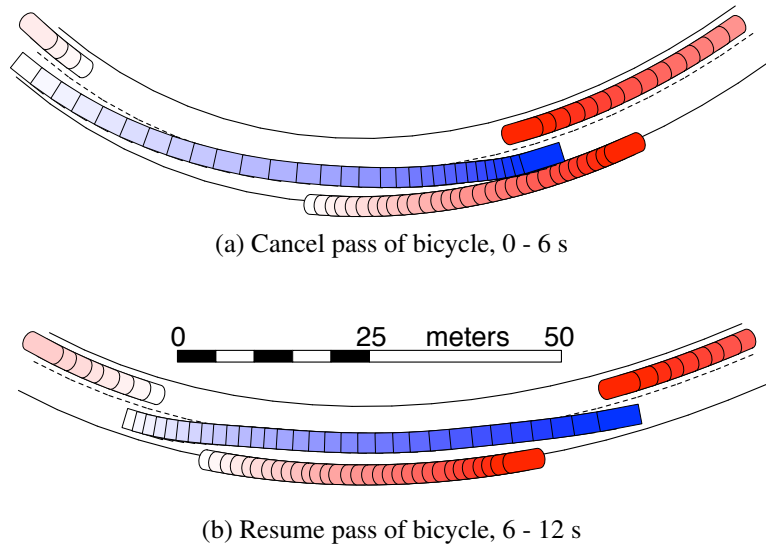 (a) Cancel pass of bicycle, 0 - 6 s
0 25 meters 50
(b) Resume pass of bicycle, 6 - 12 s